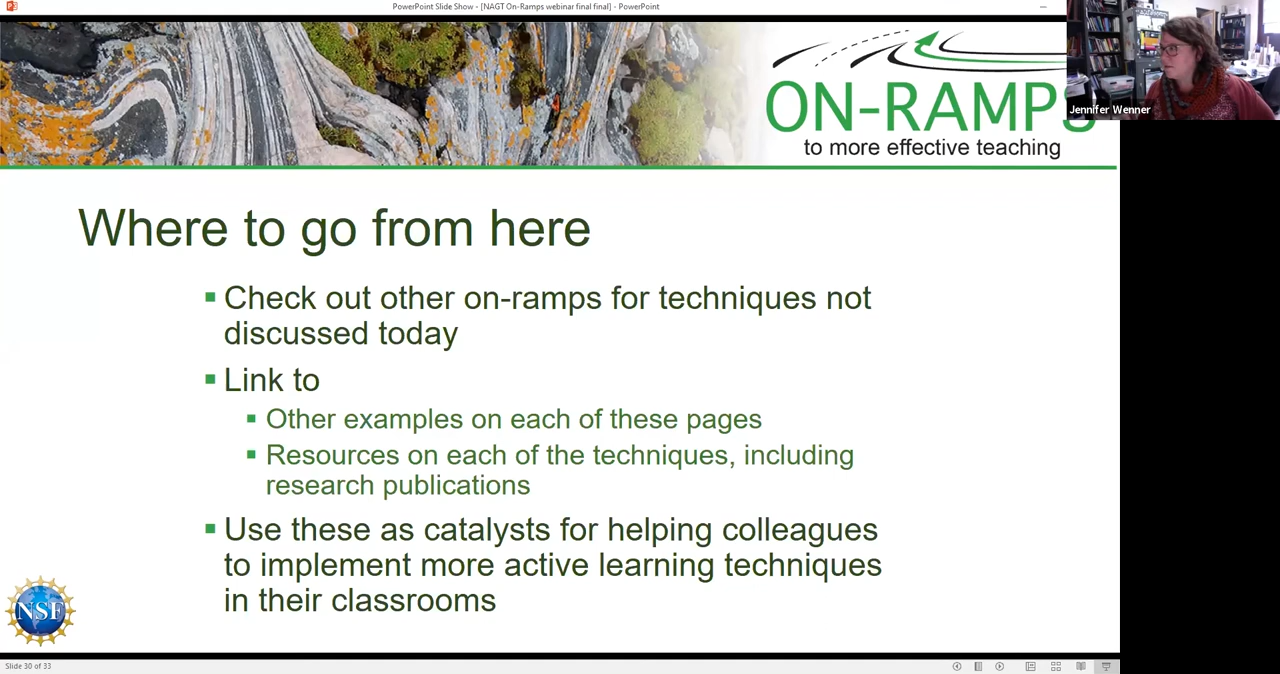 PowerPoint Slide Show - [NAGT On-Ramps webinar final final] - PowerPoint
ON-RAMPS
to more effective teaching
Jennifer Wenner
Where to go from here
Check out other on-ramps for techniques not
discussed today
Link to
Other examples on each of these pages
Resources on each of the techniques, including
research publications
Use these as catalysts for helping colleagues
to implement more active learning techniques
in their classrooms
NSF
Slide 30 of 33